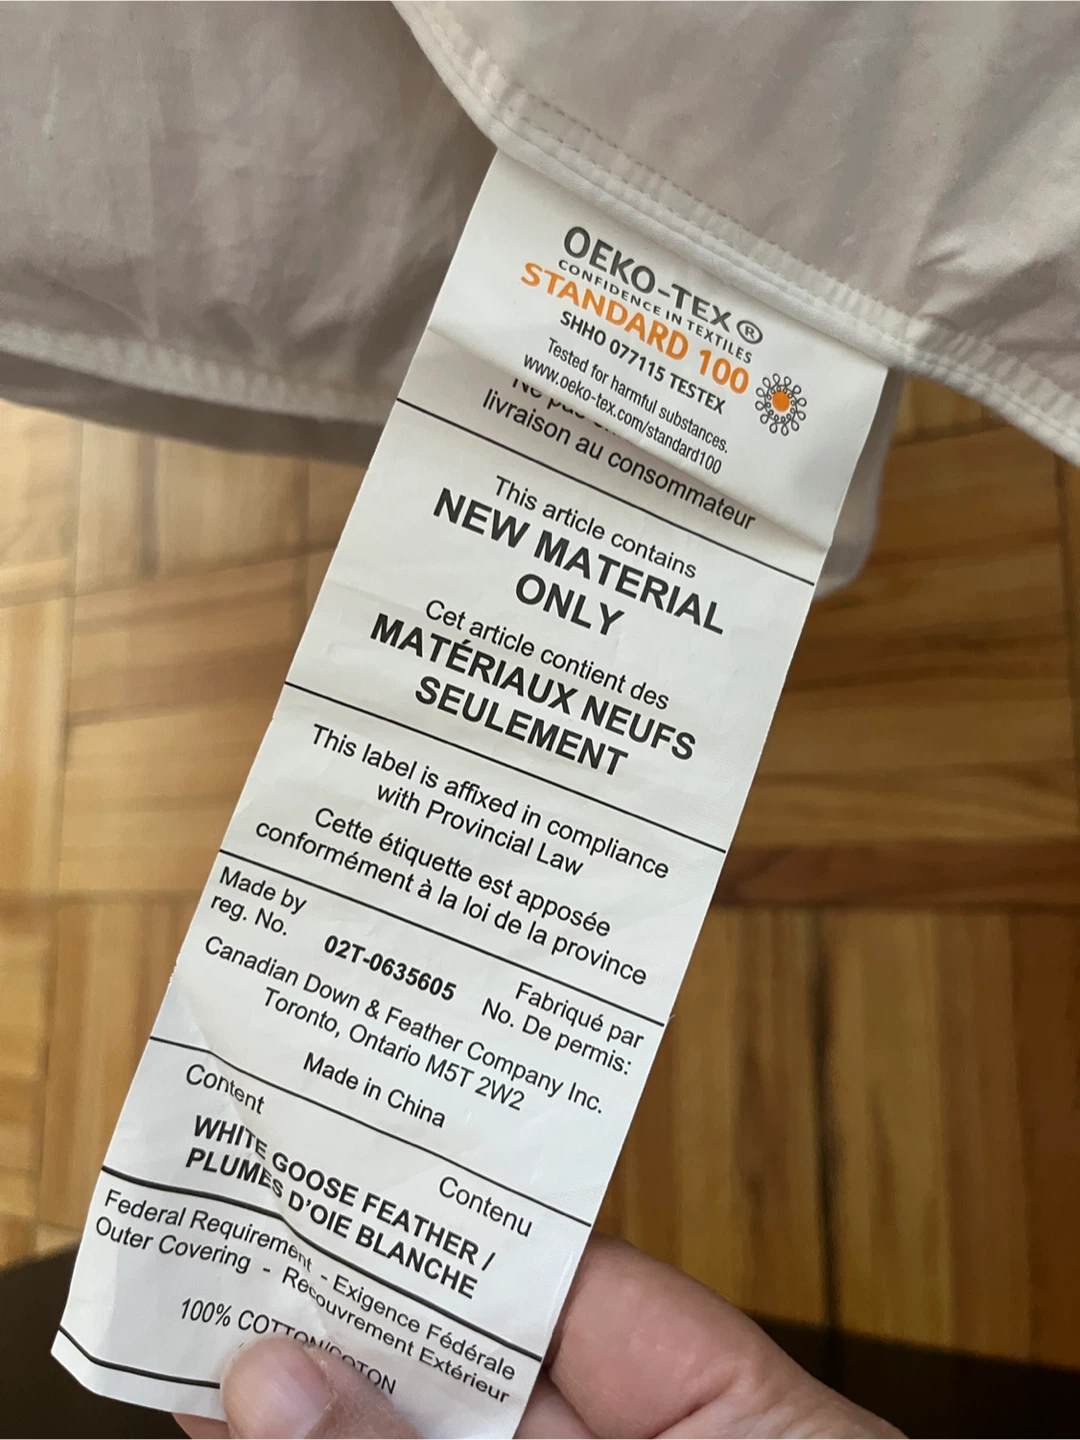 OEKO-TEX®
CONFIDENCE IN TEXTILES
STANDARD 100
SHHO 077115 TESTEX
Tested for harmful substances.
www.oeko-tex.com/standard100
livraison au consommateur
This article contains
NEW MATERIAL
ONLY
Cet article contient des
MATÉRIAUX NEUFS
SEULEMENT
This label is affixed in compliance
with Provincial Law
Cette étiquette est apposée
conformément à la loi de la province
Made by
reg. No.
02T-0635605
Fabriqué par
No. De permis:
Canadian Down & Feather Company Inc.
Toronto, Ontario M5T 2W2
Made in China
Content
Contenu
WHITE GOOSE FEATHER /
PLUMES D'OIE BLANCHE
Federal Requirement - Exigence Fédérale
Outer Covering - Recouvrement Extérieur
100% COTTON/COTON